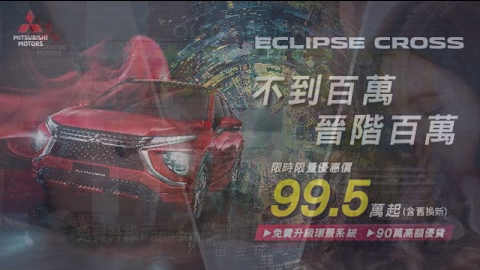 MITSUBISHI
MOTORS
ECLIPSE CROSS
不到百萬
晉階百萬
限時限量優惠價
99.5萬起(含舊換新)
▶免費升級環景系統 ▶90萬高額優貸